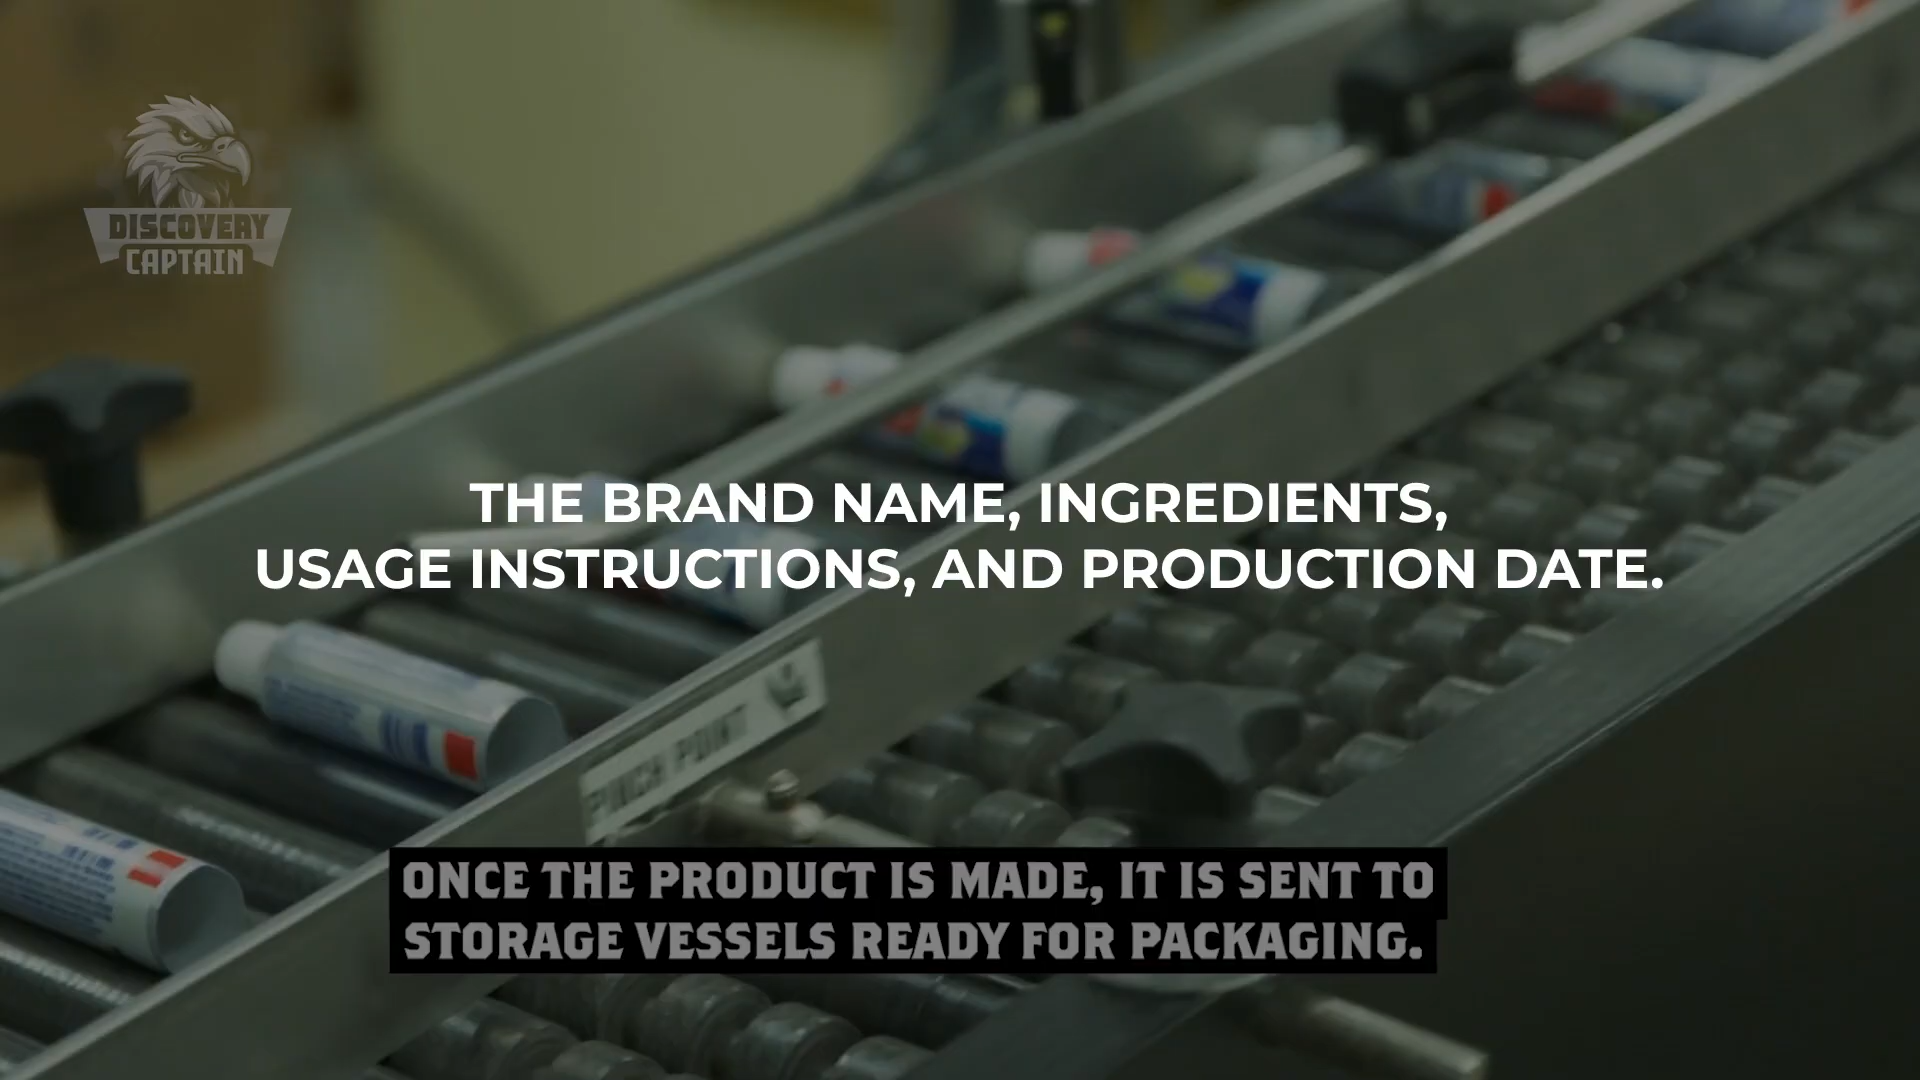 DISCOVERY
CAPTAIN
THE BRAND NAME, INGREDIENTS,
USAGE INSTRUCTIONS, AND PRODUCTION DATE.
PINCH POINT
ONCE THE PRODUCT IS MADE, IT IS SENT TO
STORAGE VESSELS READY FOR PACKAGING.